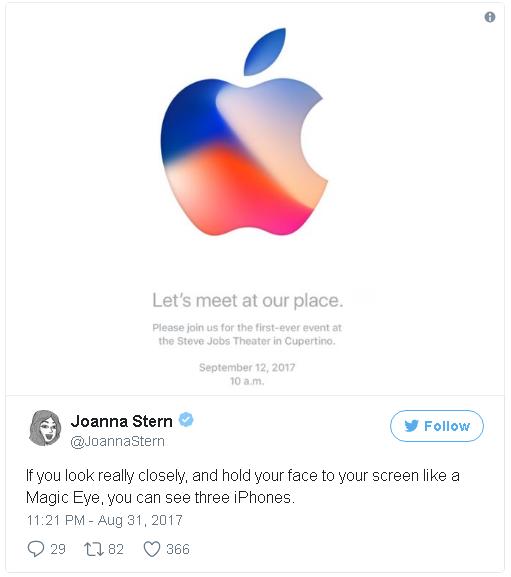 Let's meet at our place.
Please join us for the first-ever event at
the Steve Jobs Theater in Cupertino.
September 12, 2017
10 a.m.
Joanna Stern
@JoannaStern
Follow
If you look really closely, and hold your face to your screen like a
Magic Eye, you can see three iPhones.
11:21 PM - Aug 31, 2017
29 82 366